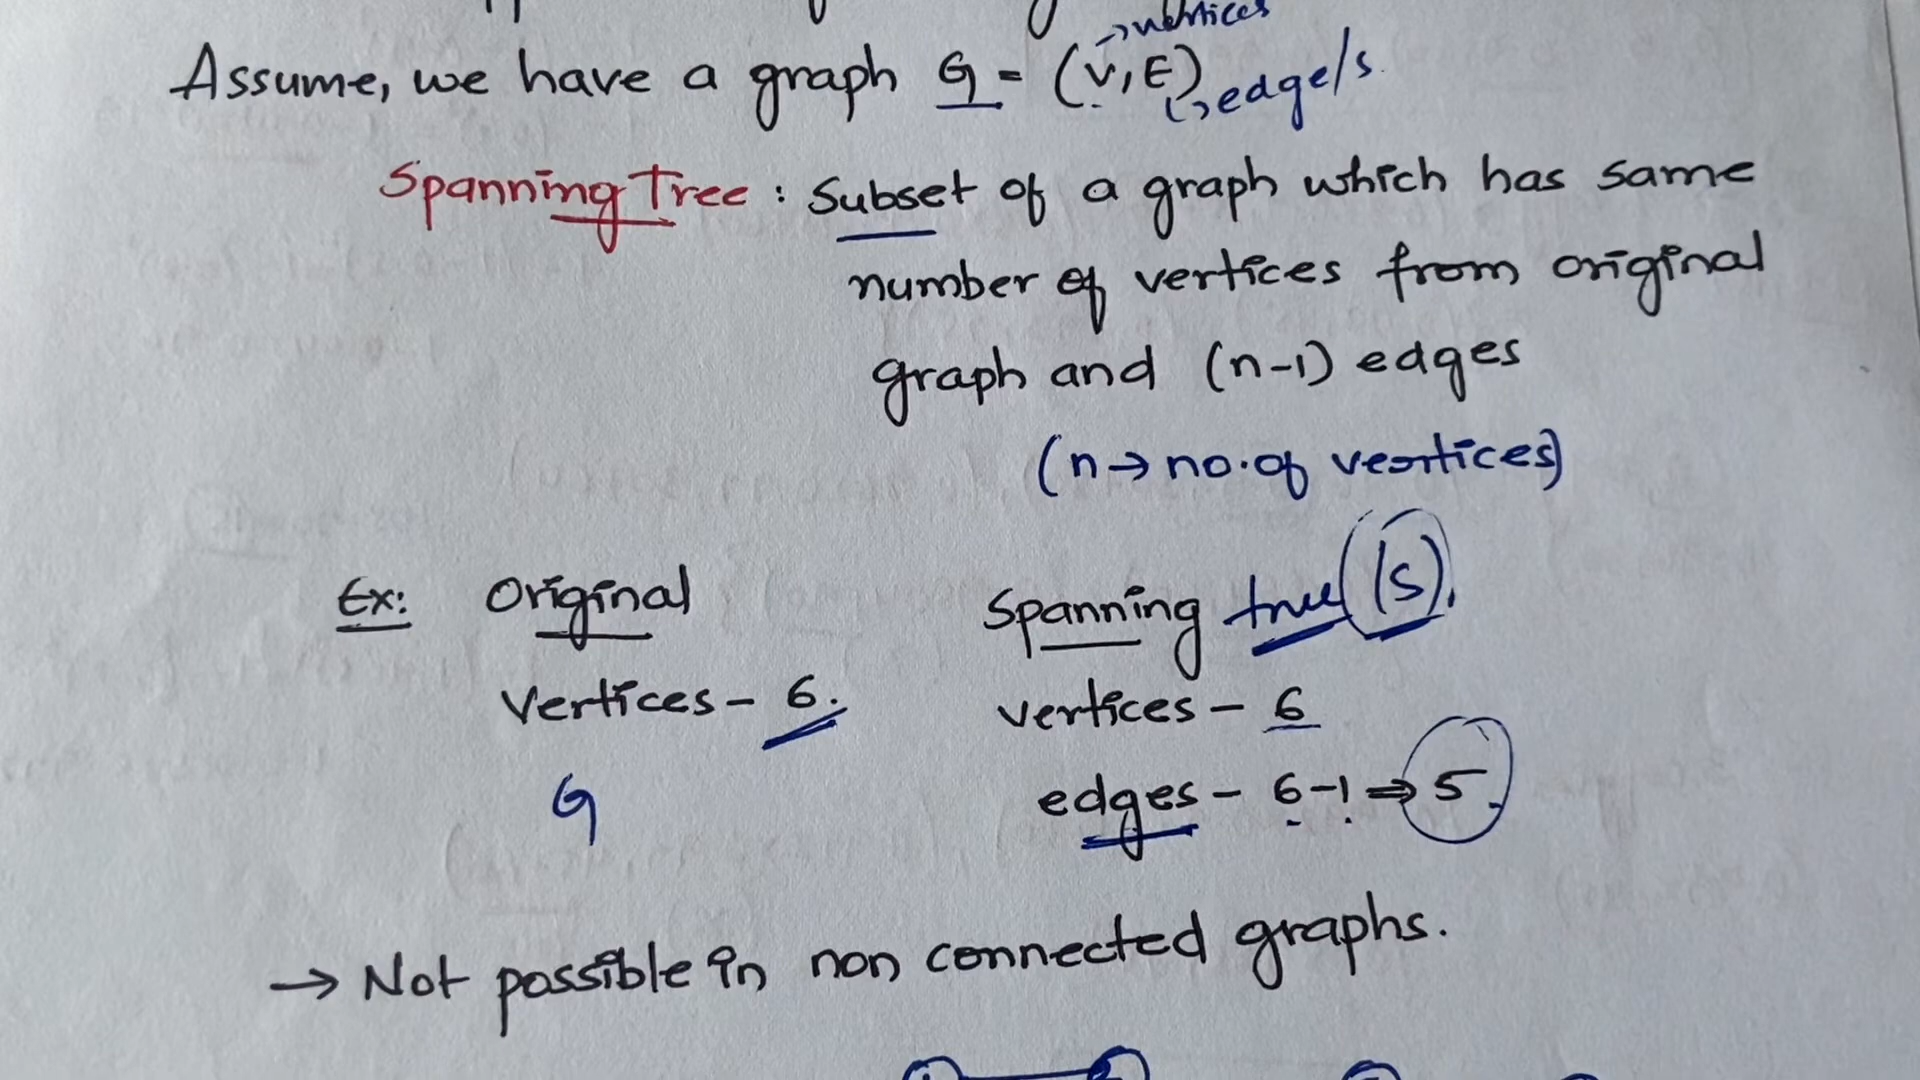 →vertices
Assume, we have a graph G = (V,E)
↳edge/s.
Spanning Tree : Subset of a graph which has same
number of vertices from original
graph and (n-1) edges
(n→no.of vertices)
Ex: Original Spanning tree(s).
Vertices - 6. vertices - 6
G edges - 6-1 ⇒ 5.
→ Not possible in non connected graphs.